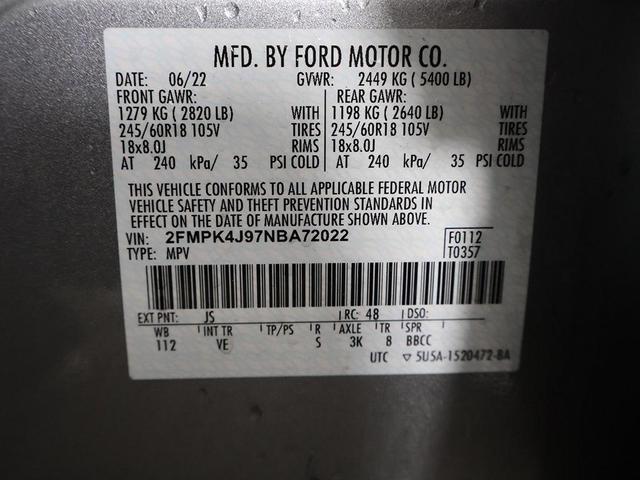 MFD. BY FORD MOTOR CO.
DATE: 06/22 GVWR: 2449 KG ( 5400 LB)
FRONT GAWR: REAR GAWR:
1279 KG ( 2820 LB) WITH 1198 KG ( 2640 LB) WITH
245/60R18 105V TIRES 245/60R18 105V TIRES
18x8.0J RIMS 18x8.0J RIMS
AT 240 kPa/ 35 PSI COLD AT 240 kPa/ 35 PSI COLD
THIS VEHICLE CONFORMS TO ALL APPLICABLE FEDERAL MOTOR
VEHICLE SAFETY AND THEFT PREVENTION STANDARDS IN
EFFECT ON THE DATE OF MANUFACTURE SHOWN ABOVE.
VIN: 2FMPK4J97NBA72022 F0112
TYPE: MPV T0357
EXT PNT: JS RC: 48 DSO:
WB INT TR TP/PS R AXLE TR SPR
112 VE S 3K 8 BBCC
UTC ▽ 5U5A-1520472-BA